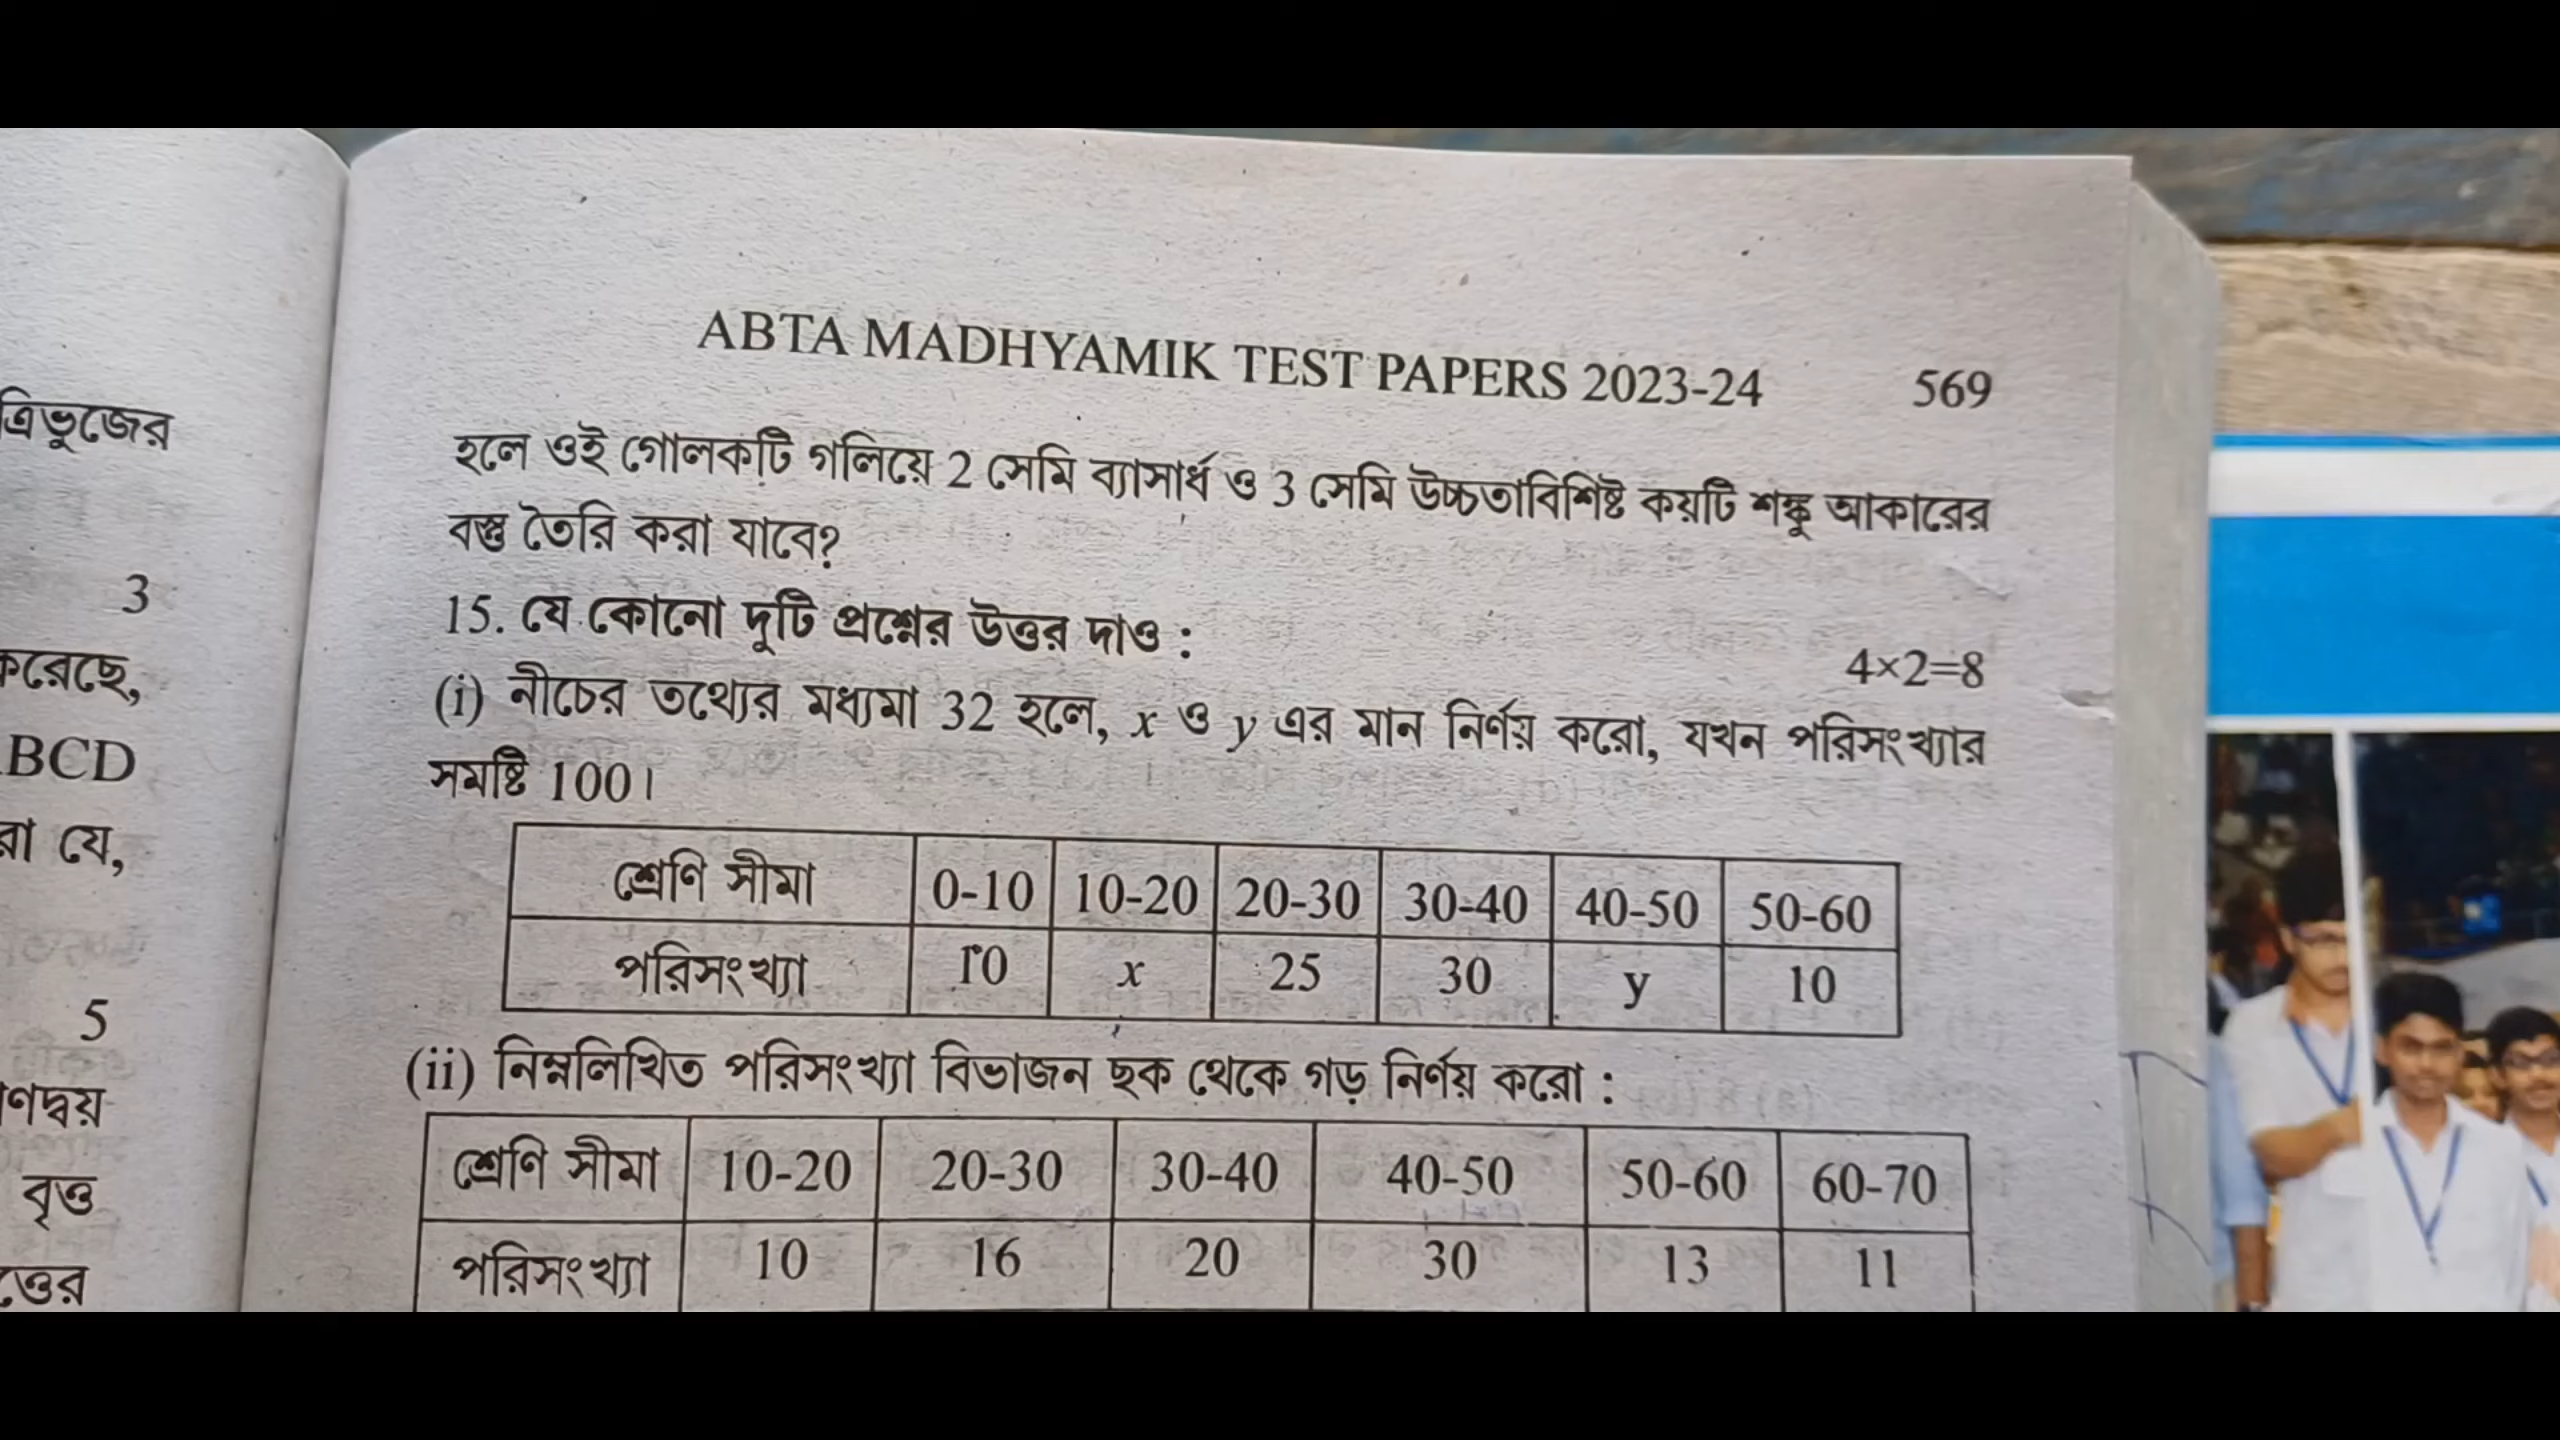 ABTA MADHYAMIK TEST PAPERS 2023-24 569
হলে ওই গোলকটি গলিয়ে 2 সেমি ব্যাসার্ধ ও 3 সেমি উচ্চতাবিশিষ্ট কয়টি শঙ্কু আকারের
বস্তু তৈরি করা যাবে?
15. যে কোনো দুটি প্রশ্নের উত্তর দাও :
4×2=8
(i) নীচের তথ্যের মধ্যমা 32 হলে, x ও y এর মান নির্ণয় করো, যখন পরিসংখ্যার
সমষ্টি 100।
শ্রেণি সীমা 0-10 10-20 20-30 30-40 40-50 50-60
পরিসংখ্যা 10 x 25 30 y 10
(ii) নিম্নলিখিত পরিসংখ্যা বিভাজন ছক থেকে গড় নির্ণয় করো :
শ্রেণি সীমা 10-20 20-30 30-40 40-50 50-60 60-70
পরিসংখ্যা 10 16 20 30 13 11
ত্রিভুজের
3
করেছে,
BCD
রা যে,
5
ণদ্বয়
বৃত্ত
ত্তের